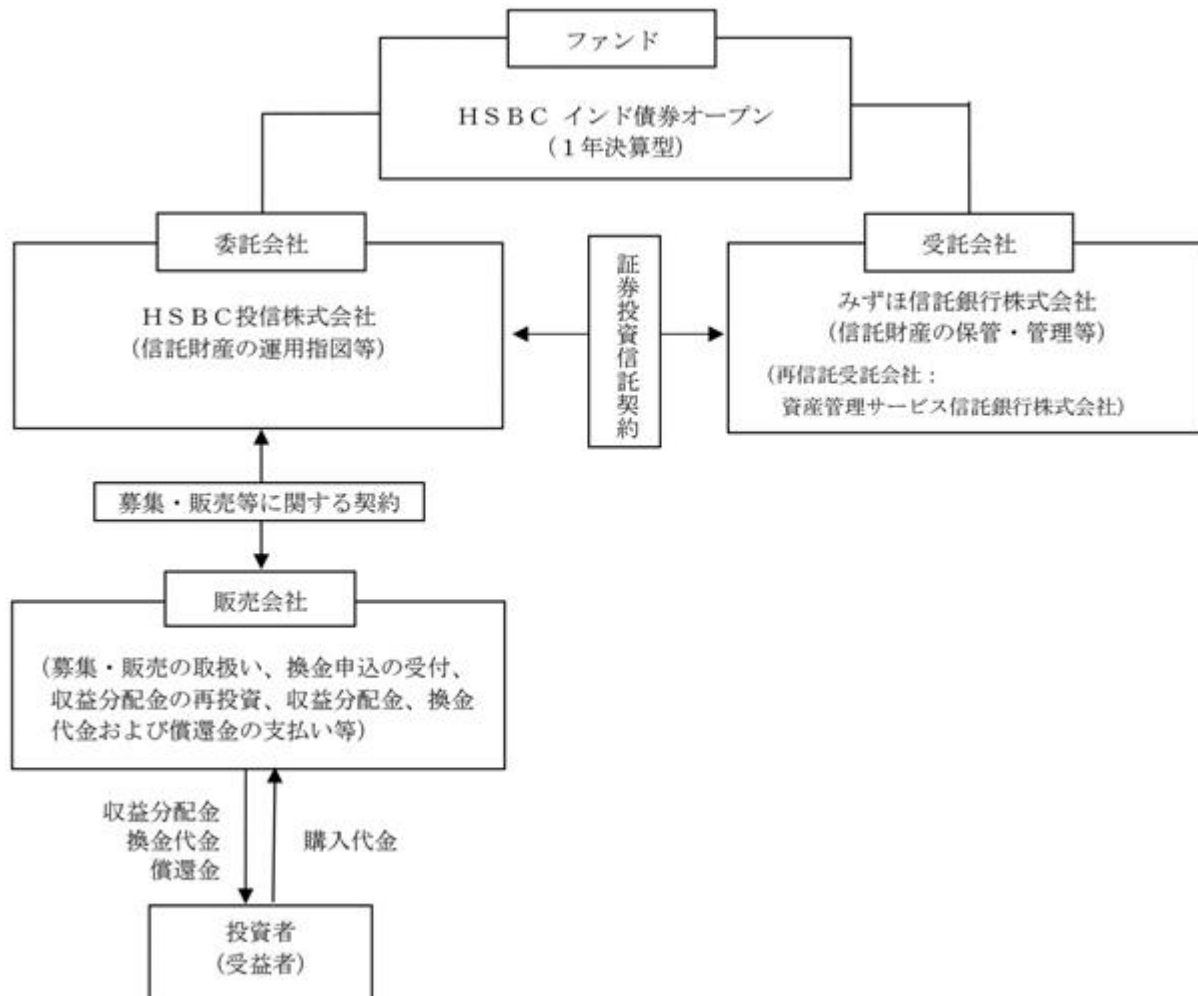 ファンド
HSBC インド債券オープン
(1年決算型)
委託会社
HSBC投信株式会社
(信託財産の運用指図等)
証券投資信託契約
受託会社
みずほ信託銀行株式会社
(信託財産の保管・管理等)
(再信託受託会社:
資産管理サービス信託銀行株式会社)
募集・販売等に関する契約
販売会社
(募集・販売の取扱い、換金申込の受付、
収益分配金の再投資、収益分配金、換金
代金および償還金の支払い等)
収益分配金
換金代金
償還金
購入代金
投資者
(受益者)